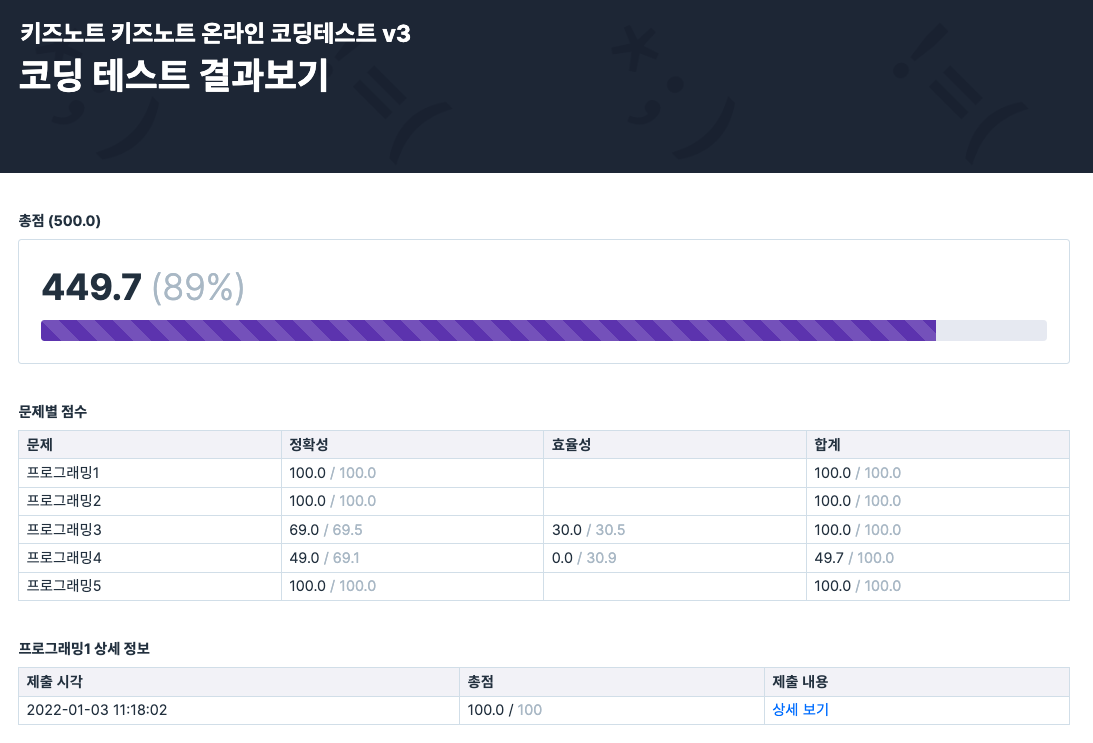 키즈노트 키즈노트 온라인 코딩테스트 v3
코딩 테스트 결과보기
총점 (500.0)
449.7 (89%)
문제별 점수
문제 정확성 효율성 합계
프로그래밍1 100.0 / 100.0 100.0 / 100.0
프로그래밍2 100.0 / 100.0 100.0 / 100.0
프로그래밍3 69.0 / 69.5 30.0 / 30.5 100.0 / 100.0
프로그래밍4 49.0 / 69.1 0.0 / 30.9 49.7 / 100.0
프로그래밍5 100.0 / 100.0 100.0 / 100.0
프로그래밍1 상세 정보
제출 시각 총점 제출 내용
2022-01-03 11:18:02 100.0 / 100 상세 보기